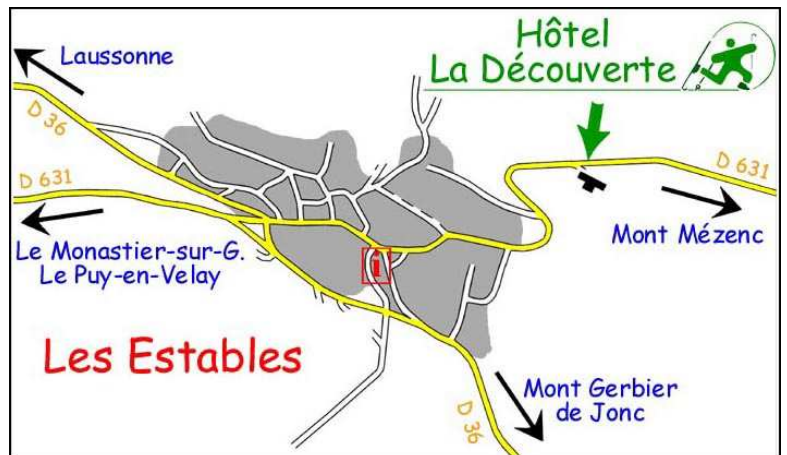 Hôtel
La Découverte
Laussonne
D 36
D 631
D 631
Mont Mézenc
Le Monastier-sur-G.
Le Puy-en-Velay
i
Les Estables
Mont Gerbier
de Jonc
D 36